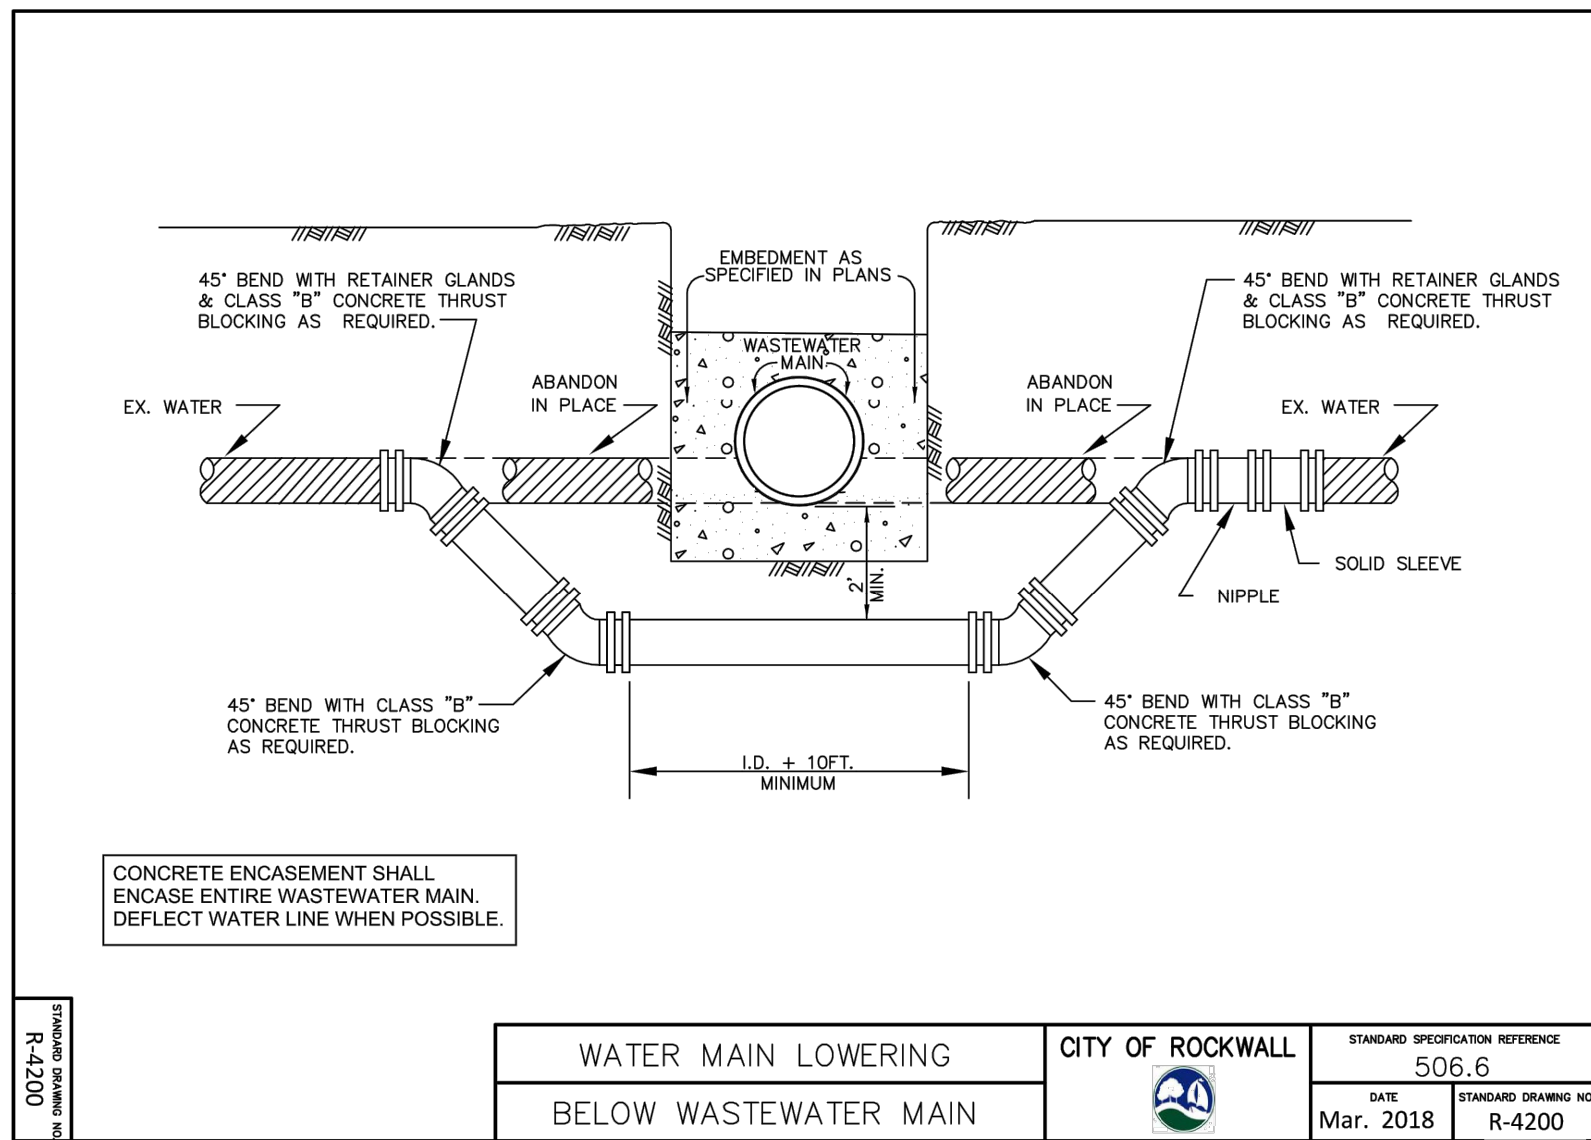 EMBEDMENT AS
SPECIFIED IN PLANS
45° BEND WITH RETAINER GLANDS
& CLASS "B" CONCRETE THRUST
BLOCKING AS REQUIRED.
45° BEND WITH RETAINER GLANDS
& CLASS "B" CONCRETE THRUST
BLOCKING AS REQUIRED.
WASTEWATER
MAIN
EX. WATER
ABANDON
IN PLACE
ABANDON
IN PLACE
EX. WATER
2'
MIN.
SOLID SLEEVE
NIPPLE
45° BEND WITH CLASS "B"
CONCRETE THRUST BLOCKING
AS REQUIRED.
45° BEND WITH CLASS "B"
CONCRETE THRUST BLOCKING
AS REQUIRED.
I.D. + 10FT.
MINIMUM
CONCRETE ENCASEMENT SHALL
ENCASE ENTIRE WASTEWATER MAIN.
DEFLECT WATER LINE WHEN POSSIBLE.
STANDARD DRAWING NO.
R-4200
WATER MAIN LOWERING
BELOW WASTEWATER MAIN
CITY OF ROCKWALL
STANDARD SPECIFICATION REFERENCE
506.6
DATE
Mar. 2018
STANDARD DRAWING NO
R-4200